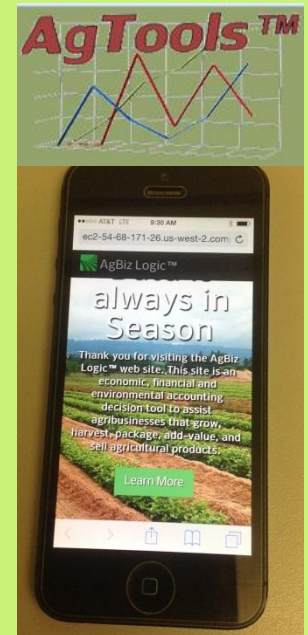 AgTools™
AT&T LTE 9:30 AM
ec2-54-68-171-26.us-west-2.com
AgBiz Logic™
always in
Season
Thank you for visiting the AgBiz
Logic™ web site. This site is an
economic, financial and
environmental accounting
decision tool to assist
agribusinesses that grow,
harvest, package, add-value, and
sell agricultural products.
Learn More